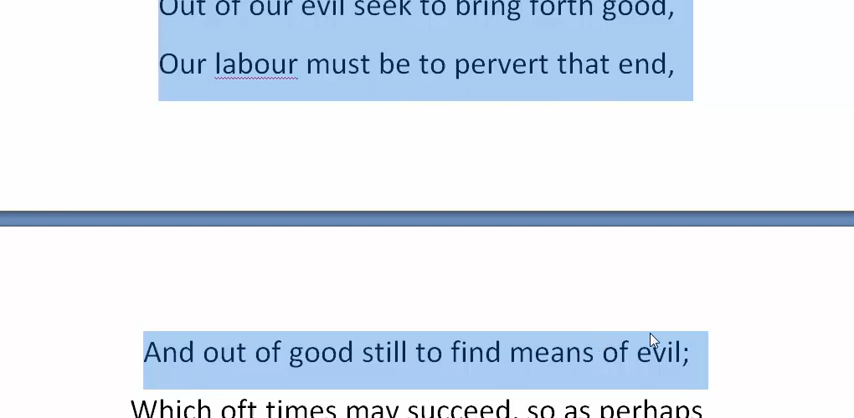 Out of our evil seek to bring forth good,
Our labour must be to pervert that end,
And out of good still to find means of evil;
Which oft times may succeed, so as perhaps